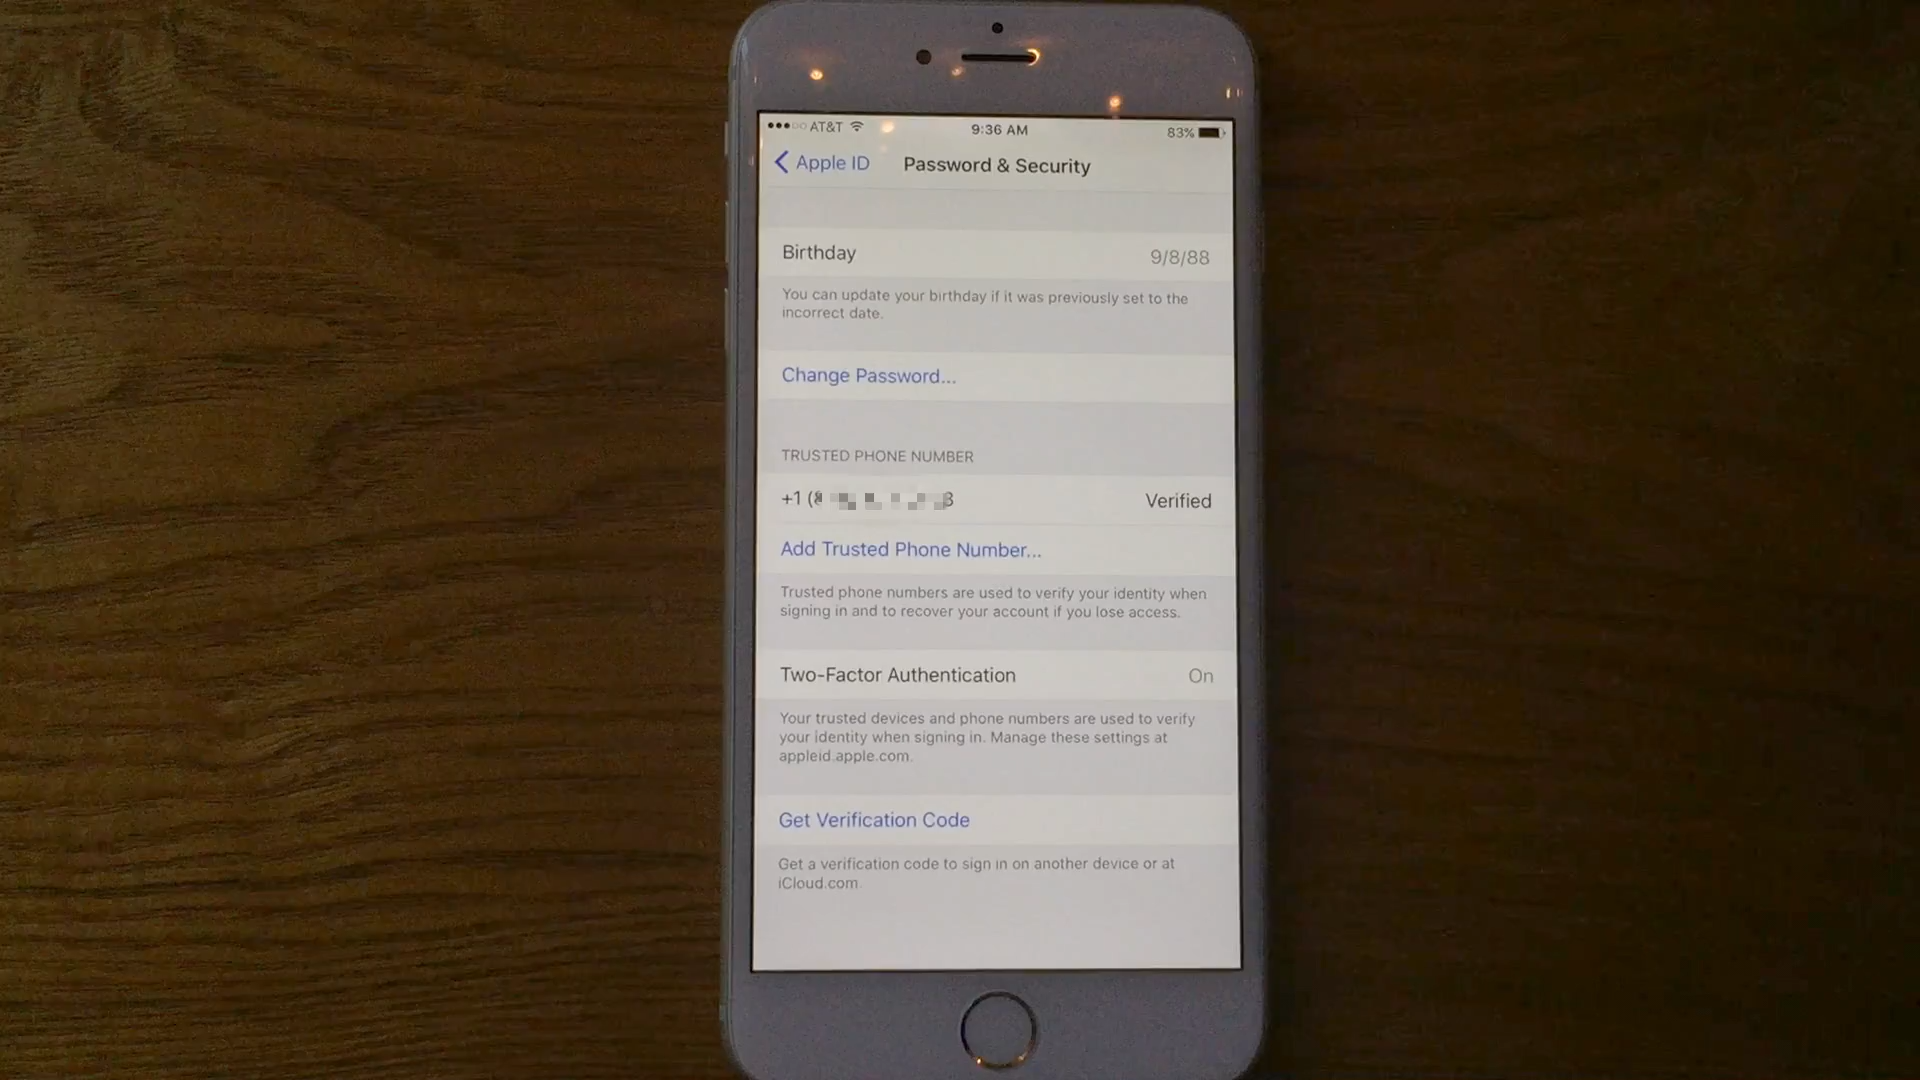 AT&T 9:36 AM 83%
Apple ID Password & Security
Birthday 9/8/88
You can update your birthday if it was previously set to the
incorrect date.
Change Password...
TRUSTED PHONE NUMBER
+1 ( Verified
Add Trusted Phone Number...
Trusted phone numbers are used to verify your identity when
signing in and to recover your account if you lose access.
Two-Factor Authentication On
Your trusted devices and phone numbers are used to verify
your identity when signing in. Manage these settings at
appleid.apple.com.
Get Verification Code
Get a verification code to sign in on another device or at
iCloud.com.